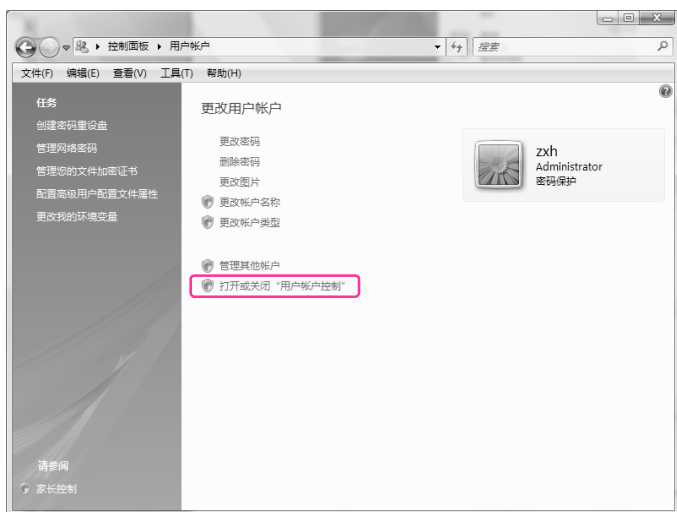 控制面板 ▸ 用户帐户
搜索
文件(F) 编辑(E) 查看(V) 工具(T) 帮助(H)
任务
创建密码重设盘
管理网络密码
管理您的文件加密证书
配置高级用户配置文件属性
更改我的环境变量
更改用户帐户
更改密码
删除密码
更改图片
更改帐户名称
更改帐户类型
管理其他帐户
打开或关闭“用户帐户控制”
zxh
Administrator
密码保护
请参阅
家长控制